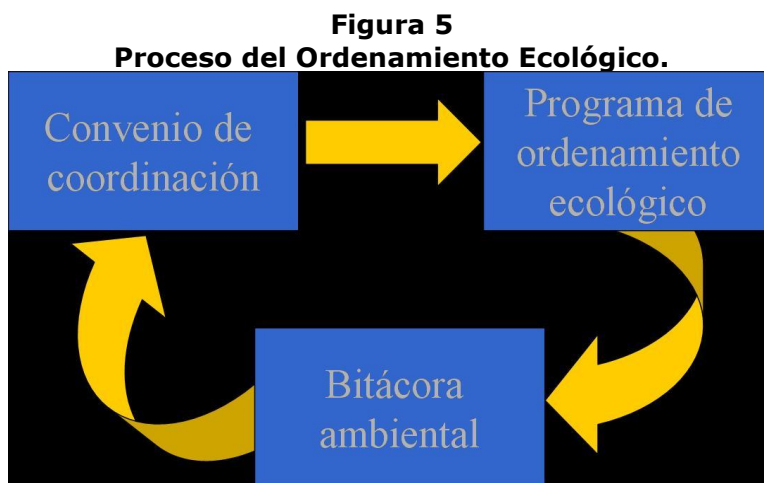 Figura 5
Proceso del Ordenamiento Ecológico.
Convenio de
coordinación
Programa de
ordenamiento
ecológico
Bitácora
ambiental